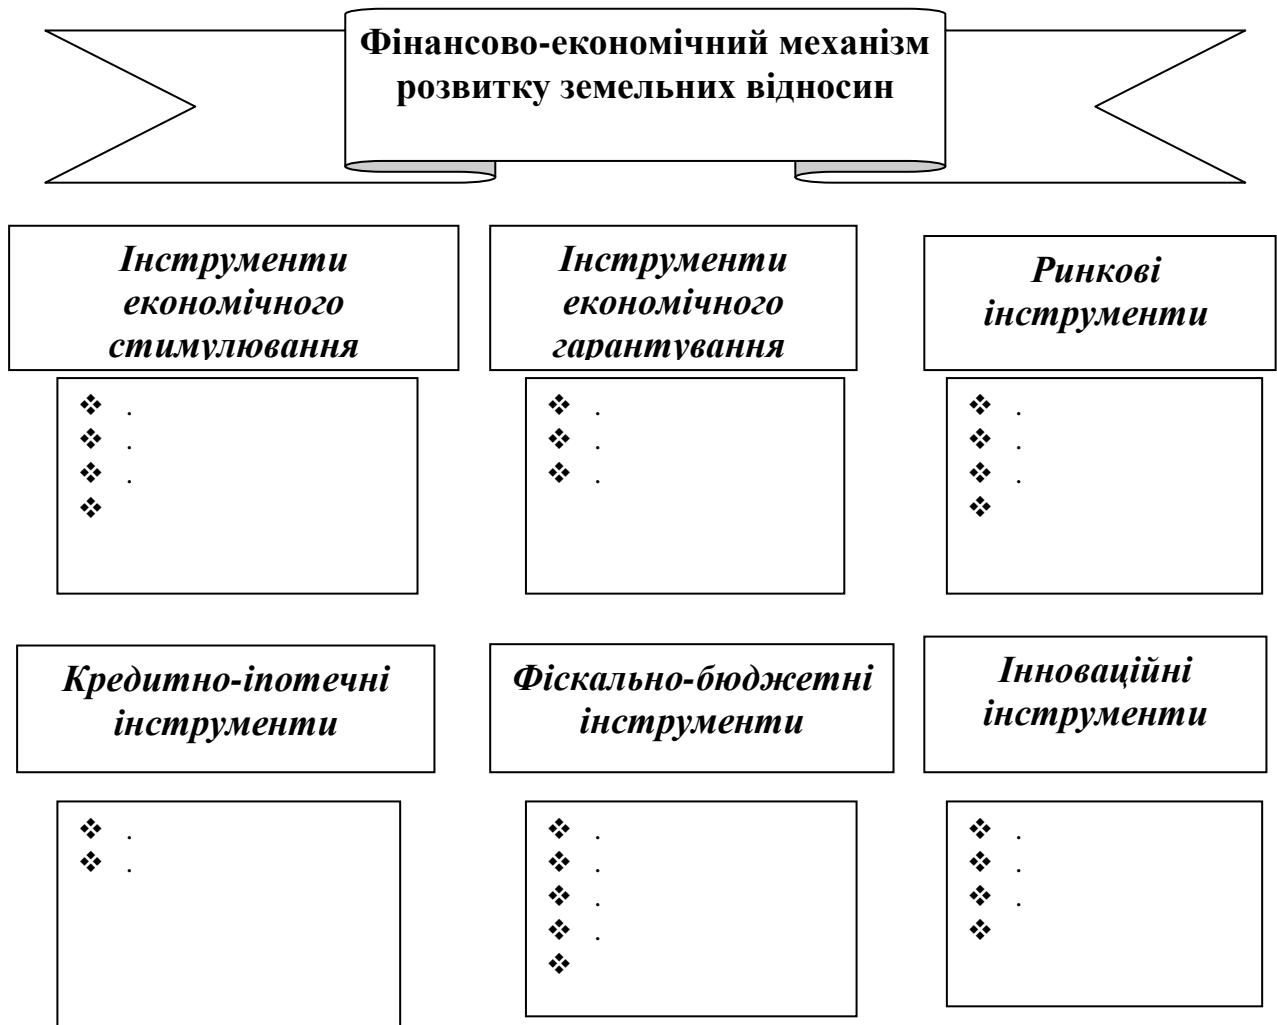 Фінансово-економічний механізм
розвитку земельних відносин
Інструменти
економічного
стимулювання
Інструменти
економічного
гарантування
Ринкові
інструменти
❖ .
❖ .
❖ .
❖
❖ .
❖ .
❖ .
❖ .
❖ .
❖ .
❖
Кредитно-іпотечні
інструменти
Фіскально-бюджетні
інструменти
Інноваційні
інструменти
❖ .
❖ .
❖ .
❖ .
❖ .
❖ .
❖
❖ .
❖ .
❖ .
❖